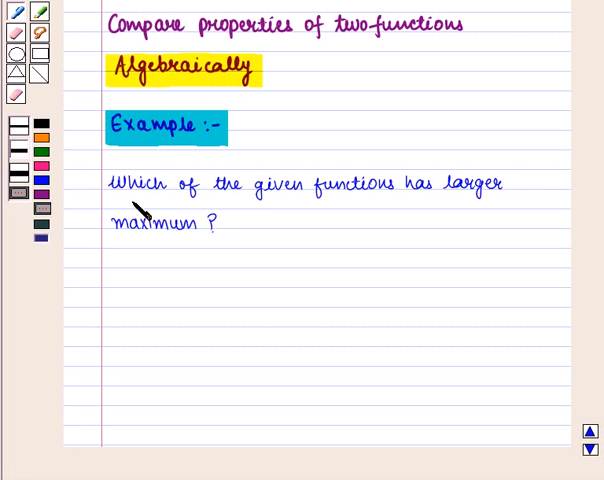 Compare properties of two functions
Algebraically
Example :-
Which of the given functions has larger
maximum ?